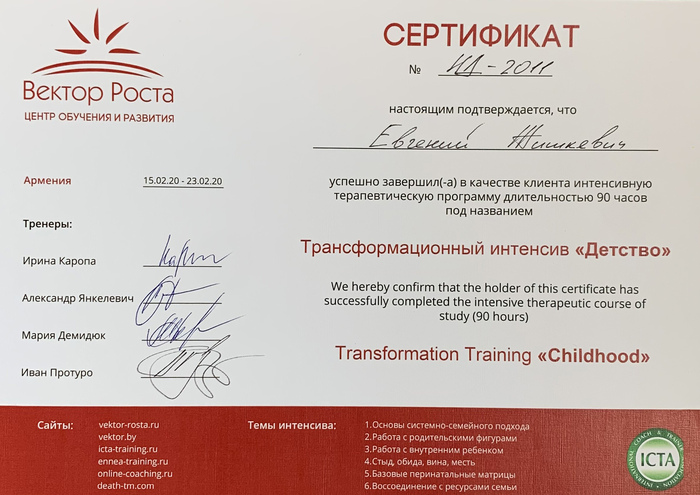 Вектор Роста
ЦЕНТР ОБУЧЕНИЯ И РАЗВИТИЯ
СЕРТИФИКАТ
№ ИД-2011
настоящим подтверждается, что
Евгений Жишкевич
Армения 15.02.20 - 23.02.20
успешно завершил(-а) в качестве клиента интенсивную
терапевтическую программу длительностью 90 часов
под названием
Трансформационный интенсив «Детство»
We hereby confirm that the holder of this certificate has
successfully completed the intensive therapeutic course of
study (90 hours)
Transformation Training «Childhood»
Тренеры:
Ирина Каропа
Александр Янкелевич
Мария Демидюк
Иван Протуро
Сайты:
vektor-rosta.ru
vektor.by
icta-training.ru
ennea-training.ru
online-coaching.ru
death-tm.com
Темы интенсива:
1.Основы системно-семейного подхода
2.Работа с родительскими фигурами
3.Работа с внутренним ребенком
4.Стыд, обида, вина, месть
5.Базовые перинатальные матрицы
6.Воссоединение с ресурсами семьи
ICTA